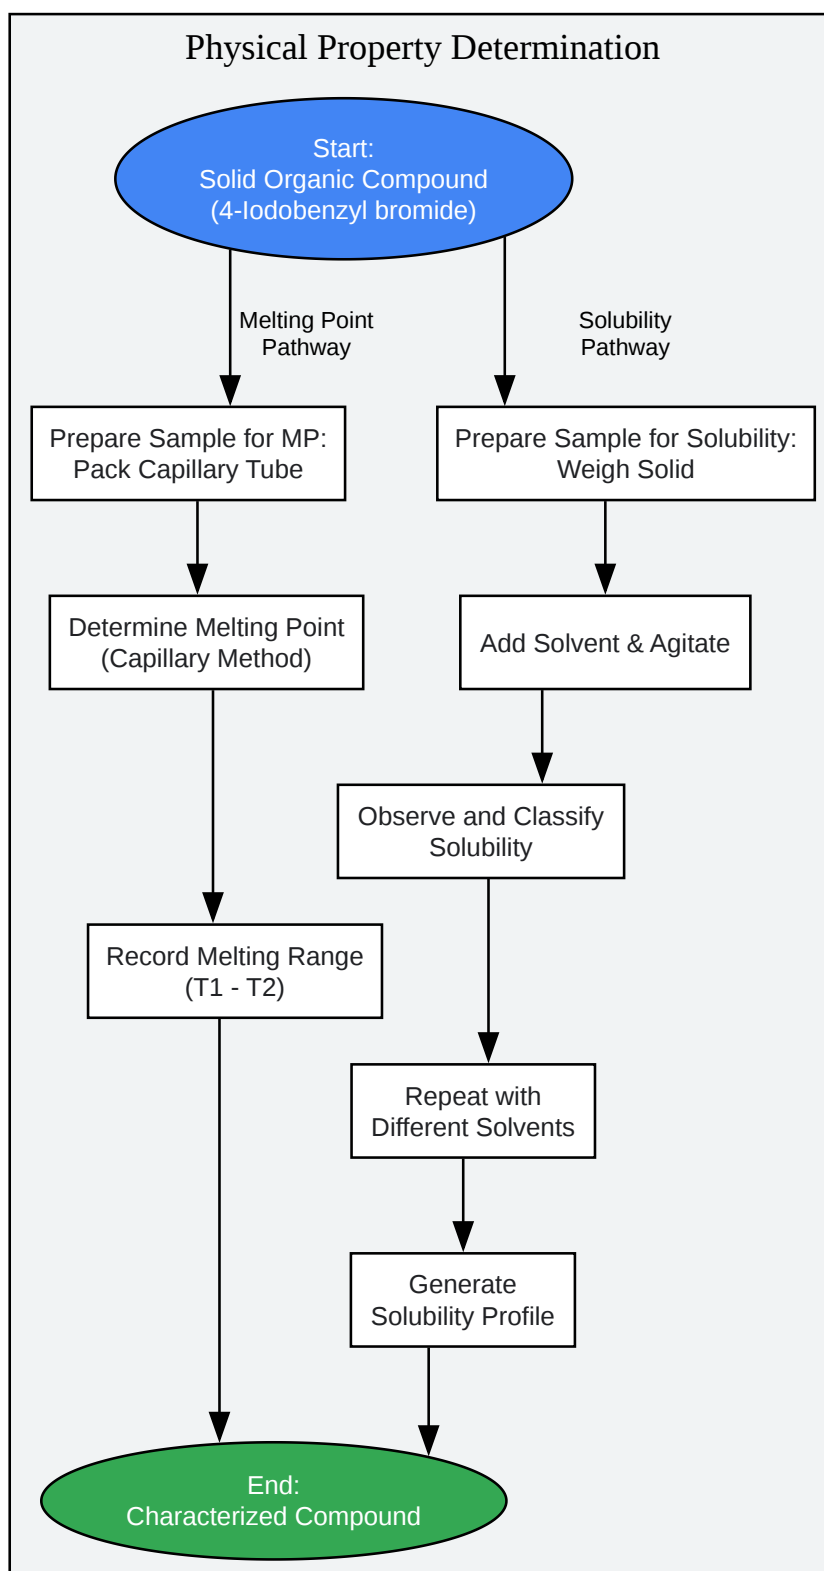 Physical Property Determination
Start:
Solid Organic Compound
(4-Iodobenzyl bromide)
Melting Point
Pathway
Solubility
Pathway
Prepare Sample for MP:
Pack Capillary Tube
Prepare Sample for Solubility:
Weigh Solid
Determine Melting Point
(Capillary Method)
Add Solvent & Agitate
Observe and Classify
Solubility
Record Melting Range
(T1 - T2)
Repeat with
Different Solvents
Generate
Solubility Profile
End:
Characterized Compound